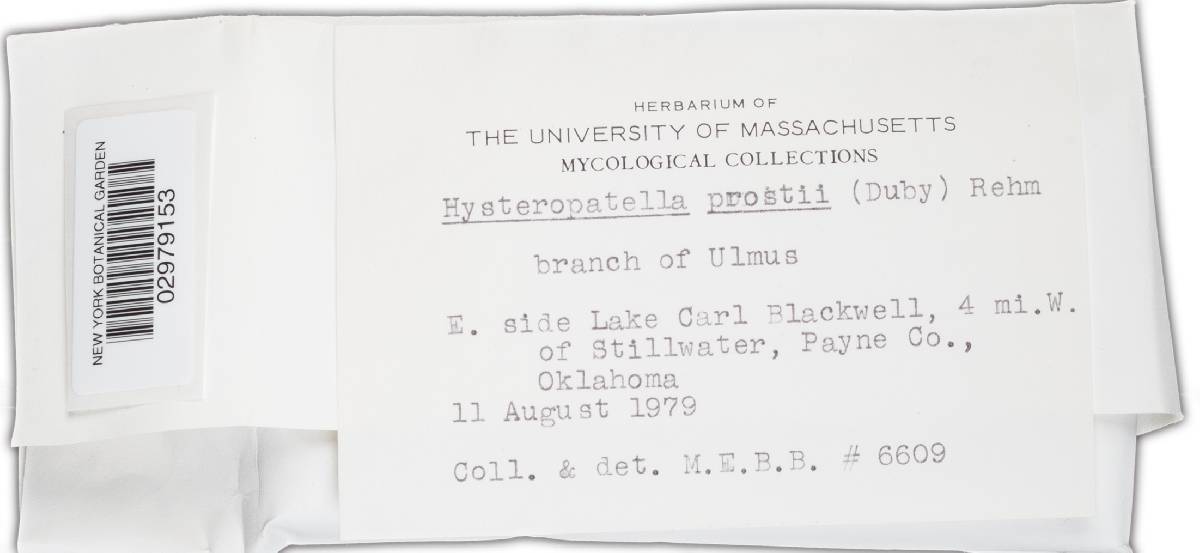 NEW YORK BOTANICAL GARDEN
02979153
HERBARIUM OF
THE UNIVERSITY OF MASSACHUSETTS
MYCOLOGICAL COLLECTIONS
Hysteropatella prostii (Duby) Rehm
branch of Ulmus
E. side Lake Carl Blackwell, 4 mi.W.
of Stillwater, Payne Co.,
Oklahoma
11 August 1979
Coll. & det. M.E.B.B. # 6609